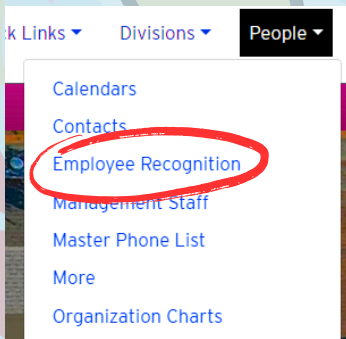 k Links Divisions People
Calendars
Contacts
Employee Recognition
Management Staff
Master Phone List
More
Organization Charts